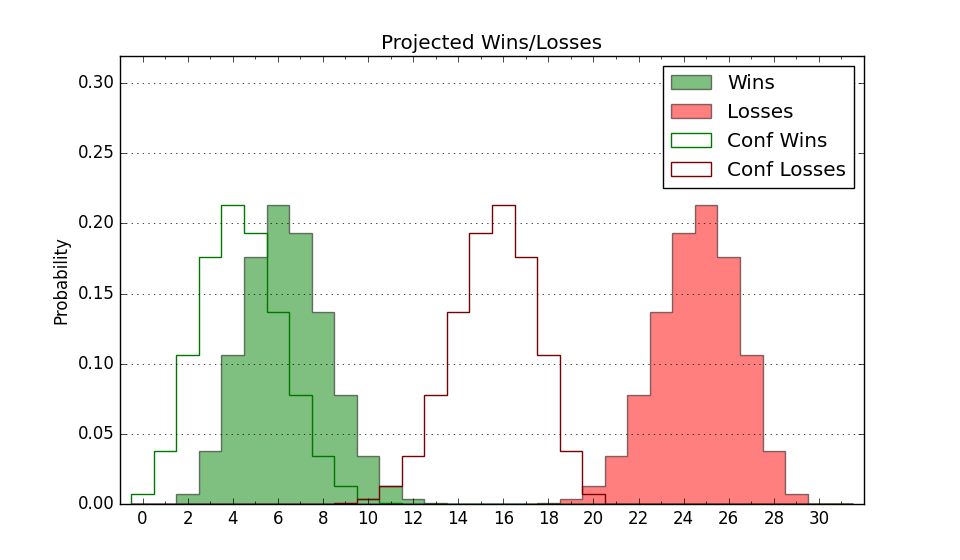 Projected Wins/Losses
0.30
0.25
0.20
0.15
0.10
0.05
0.00
Probability
Wins
Losses
Conf Wins
Conf Losses
0 2 4 6 8 10 12 14 16 18 20 22 24 26 28 30